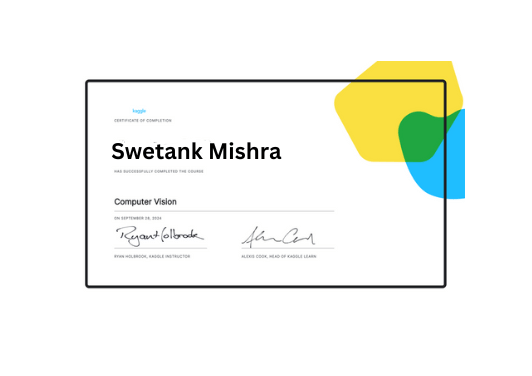 kaggle
CERTIFICATE OF COMPLETION
Swetank Mishra
HAS SUCCESSFULLY COMPLETED THE COURSE
Computer Vision
ON SEPTEMBER 28, 2024
Ryan Holbrook
Alexis Cook
RYAN HOLBROOK, KAGGLE INSTRUCTOR
ALEXIS COOK, HEAD OF KAGGLE LEARN